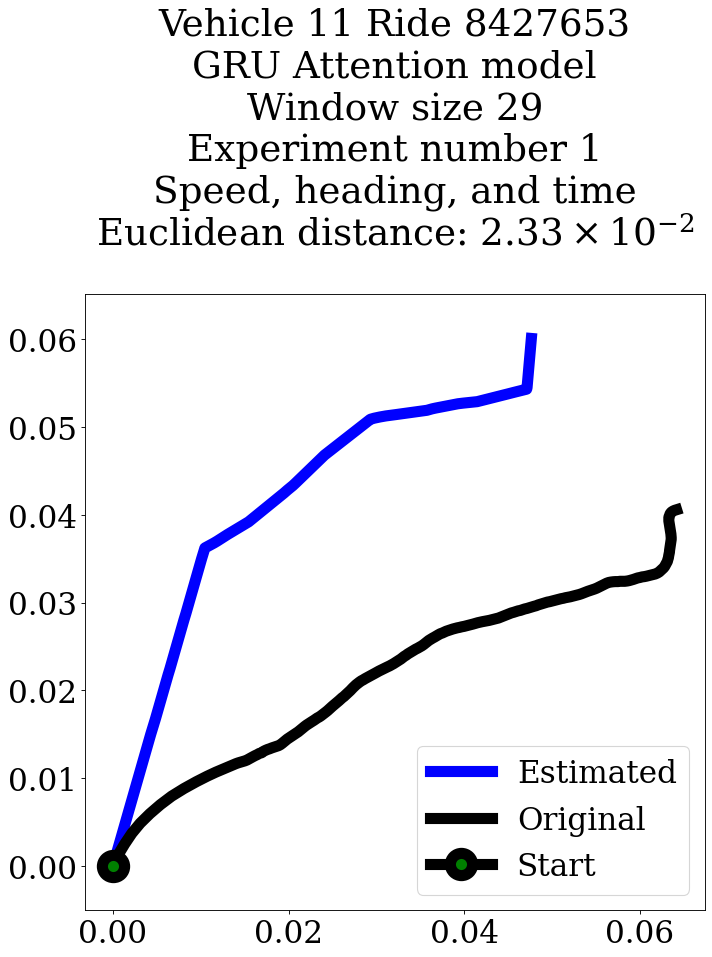 Vehicle 11 Ride 8427653
GRU Attention model
Window size 29
Experiment number 1
Speed, heading, and time
Euclidean distance: 2.33 × 10⁻²
0.06
0.05
0.04
0.03
0.02
0.01
0.00
Estimated
Original
Start
0.00 0.02 0.04 0.06